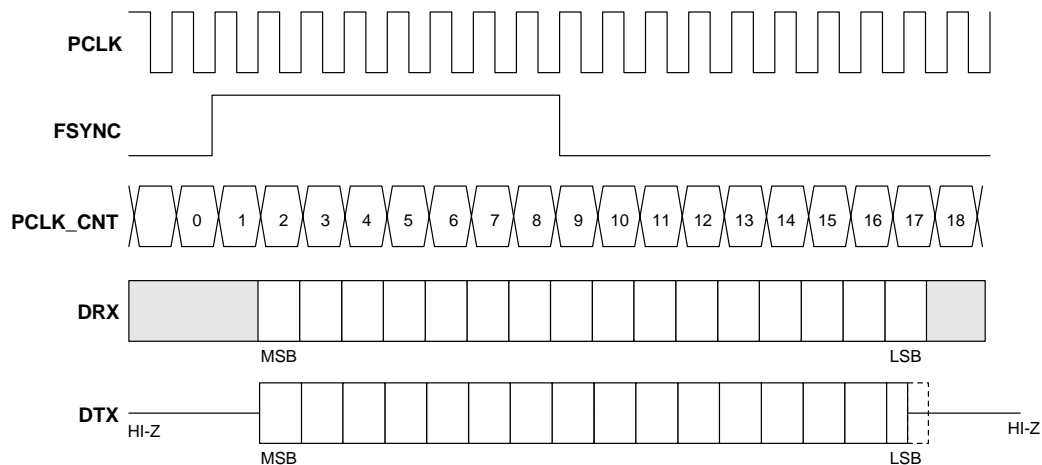 PCLK
FSYNC
PCLK_CNT 0 1 2 3 4 5 6 7 8 9 10 11 12 13 14 15 16 17 18
DRX
MSB LSB
DTX
HI-Z HI-Z
MSB LSB